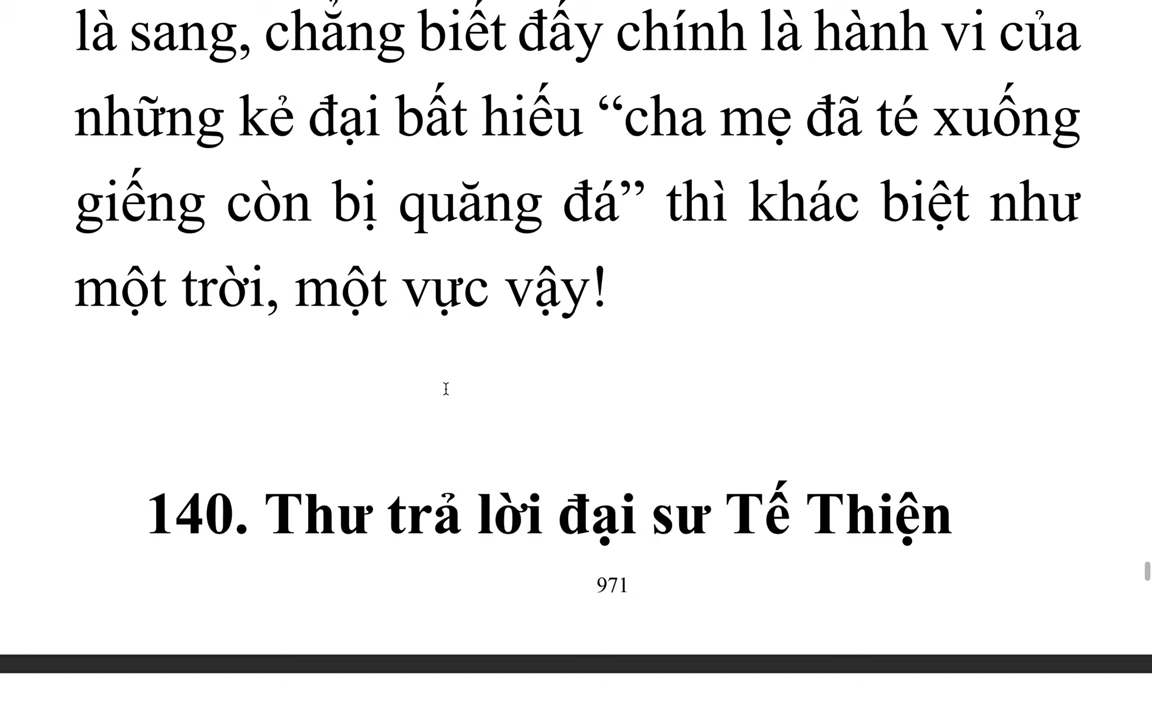 là sang, chẳng biết đấy chính là hành vi của
những kẻ đại bất hiếu “cha mẹ đã té xuống
giếng còn bị quăng đá” thì khác biệt như
một trời, một vực vậy!
140. Thư trả lời đại sư Tế Thiện
971